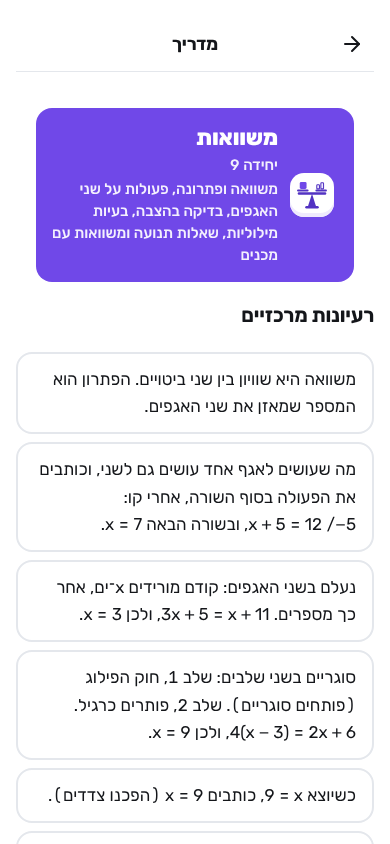 מדריך
משוואות
יחידה 9
משוואה ופתרונה, פעולות על שני
האגפים, בדיקה בהצבה, בעיות
מילוליות, שאלות תנועה ומשוואות עם
מכנים
רעיונות מרכזיים
משוואה היא שוויון בין שני ביטויים. הפתרון הוא
המספר שמאזן את שני האגפים.
מה שעושים לאגף אחד עושים גם לשני, וכותבים
את הפעולה בסוף השורה, אחרי קו:
x + 5 = 12 /−5, ובשורה הבאה x = 7.
נעלם בשני האגפים: קודם מורידים x־ים, אחר
כך מספרים. 3x + 5 = x + 11, ולכן x = 3.
סוגריים בשני שלבים: שלב 1, חוק הפילוג
(פותחים סוגריים). שלב 2, פותרים כרגיל.
4(x − 3) = 2x + 6, ולכן x = 9.
כשיוצא 9 = x, כותבים x = 9 (הפכנו צדדים).